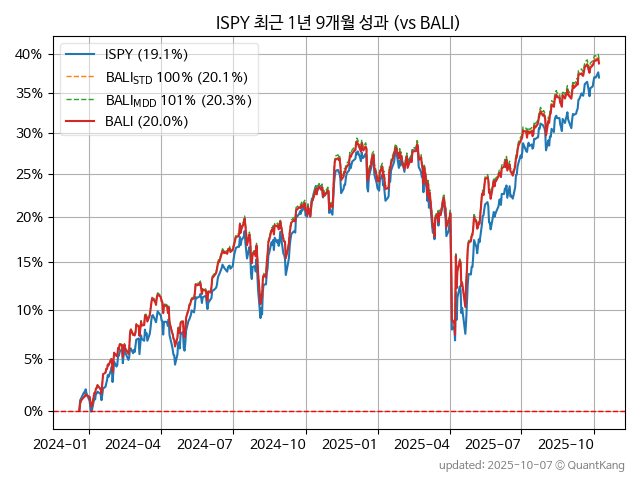 ISPY 최근 1년 9개월 성과 (vs BALI)
ISPY (19.1%)
BALI_STD 100% (20.1%)
BALI_MDD 101% (20.3%)
BALI (20.0%)
40%
35%
30%
25%
20%
15%
10%
5%
0%
2024-01 2024-04 2024-07 2024-10 2025-01 2025-04 2025-07 2025-10
updated: 2025-10-07 © QuantKang